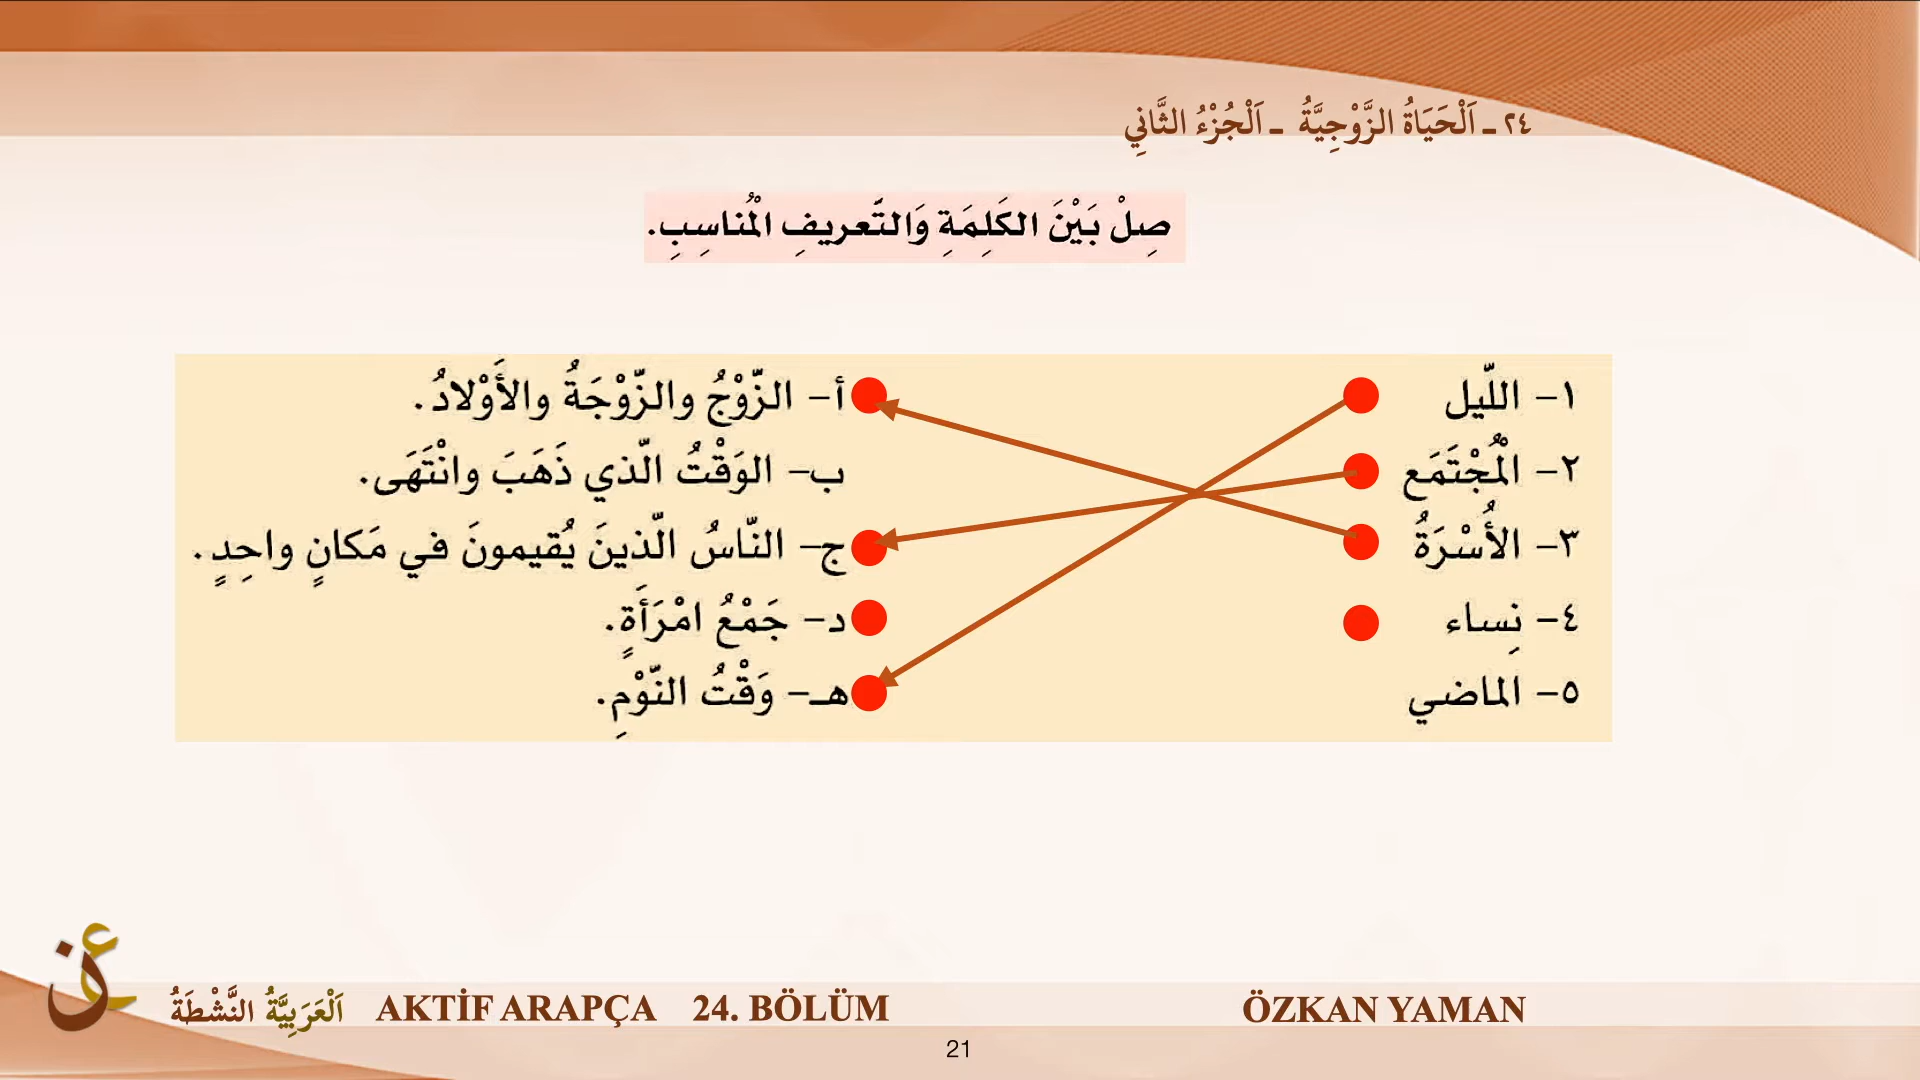 ٢٤ ـ اَلْحَيَاةُ الزَّوْجِيَّةُ ـ اَلْجُزْءُ الثَّانِي
صِلْ بَيْنَ الكَلِمَةِ وَالتَّعريفِ الْمُناسِبِ.
١- اللّيل
أ- الزّوْجُ والزّوْجَةُ والأَوْلادُ.
٢- الْمُجْتَمَع
ب- الوَقْتُ الّذي ذَهَبَ وانْتَهَى.
٣- الأُسْرَةُ
ج- النّاسُ الّذينَ يُقيمونَ في مَكانٍ واحِدٍ.
٤- نِساء
د- جَمْعُ امْرَأَةٍ.
٥- الماضي
هـ- وَقْتُ النّوْمِ.
اَلْعَرَبِيَّةُ النَّشْطَةُ AKTİF ARAPÇA 24. BÖLÜM ÖZKAN YAMAN
21